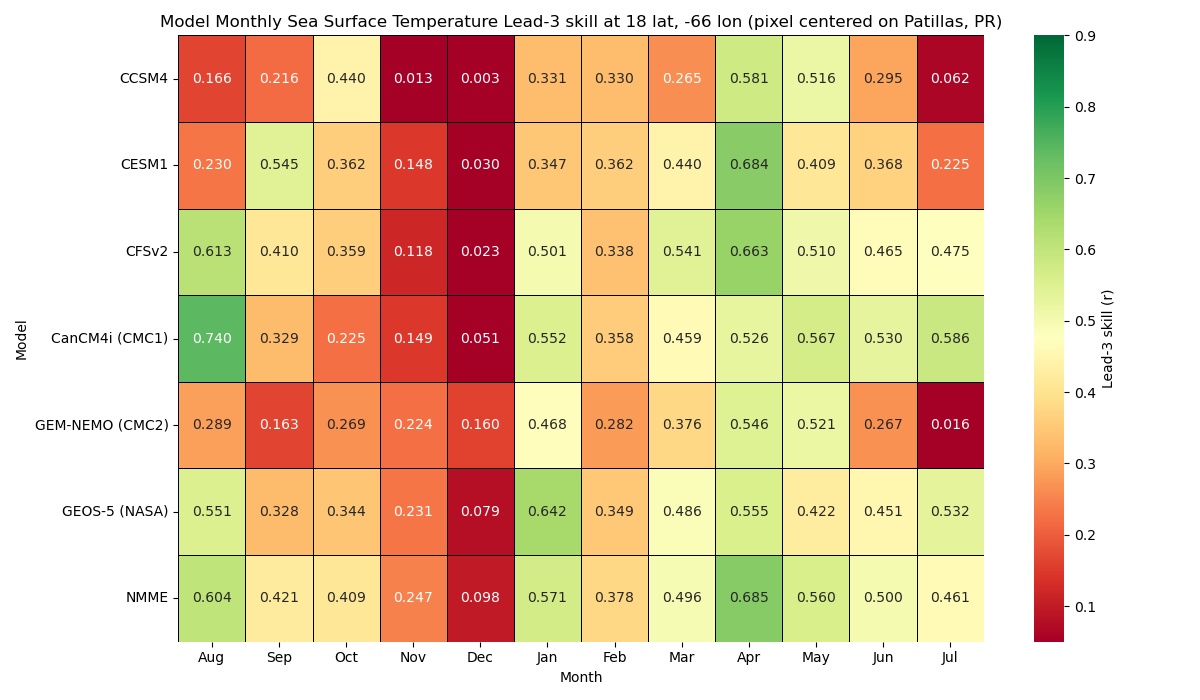 Model Monthly Sea Surface Temperature Lead-3 skill at 18 lat, -66 lon (pixel centered on Patillas, PR)
Model
CCSM4 0.166 0.216 0.440 0.013 0.003 0.331 0.330 0.265 0.581 0.516 0.295 0.062
CESM1 0.230 0.545 0.362 0.148 0.030 0.347 0.362 0.440 0.684 0.409 0.368 0.225
CFSv2 0.613 0.410 0.359 0.118 0.023 0.501 0.338 0.541 0.663 0.510 0.465 0.475
CanCM4i (CMC1) 0.740 0.329 0.225 0.149 0.051 0.552 0.358 0.459 0.526 0.567 0.530 0.586
GEM-NEMO (CMC2) 0.289 0.163 0.269 0.224 0.160 0.468 0.282 0.376 0.546 0.521 0.267 0.016
GEOS-5 (NASA) 0.551 0.328 0.344 0.231 0.079 0.642 0.349 0.486 0.555 0.422 0.451 0.532
NMME 0.604 0.421 0.409 0.247 0.098 0.571 0.378 0.496 0.685 0.560 0.500 0.461
Aug Sep Oct Nov Dec Jan Feb Mar Apr May Jun Jul
Month
0.9
0.8
0.7
0.6
0.5
0.4
0.3
0.2
0.1
Lead-3 skill (r)